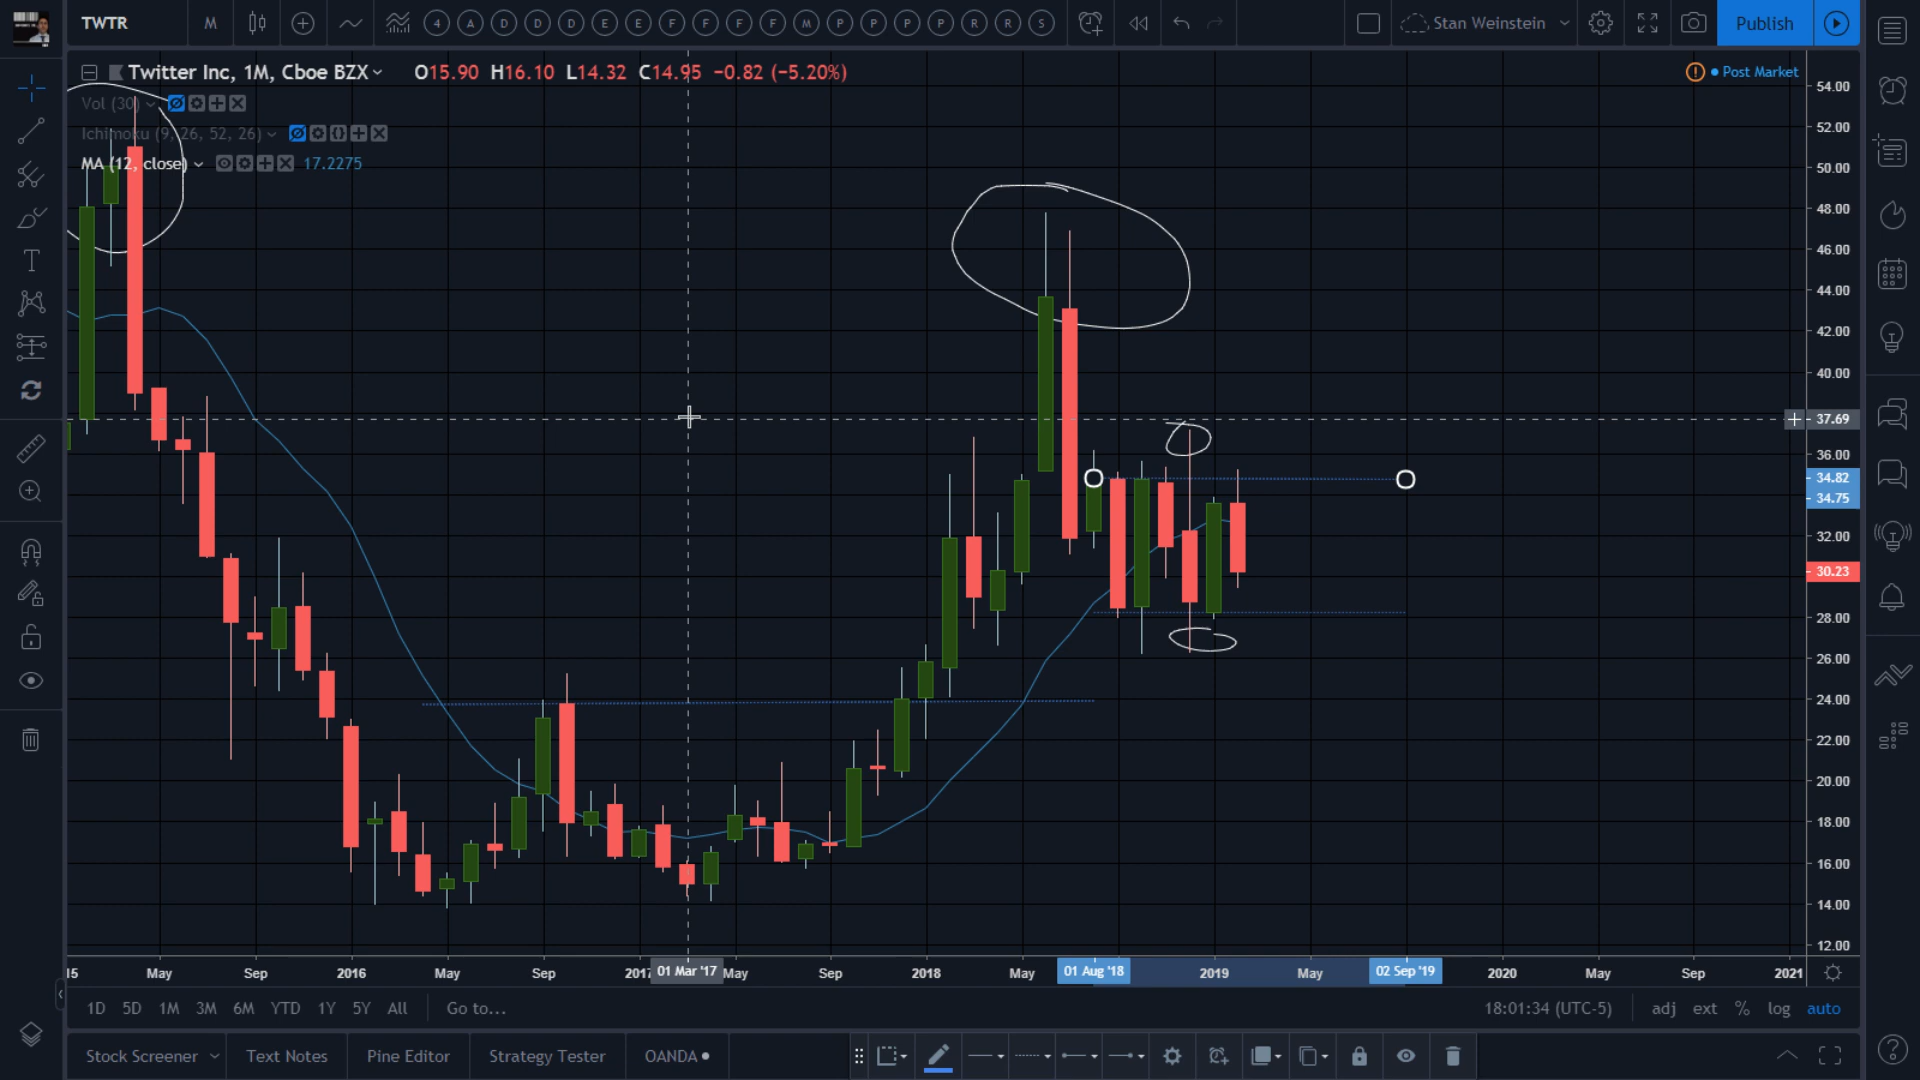 TWTR M 4 A D D D E E F F F F M P P P P R R S Stan Weinstein Publish
Twitter Inc, 1M, Cboe BZX O15.90 H16.10 L14.32 C14.95 −0.82 (−5.20%)
Post Market
Vol (30)
Ichimoku (9, 26, 52, 26)
MA (12, close) 17.2275
54.00
52.00
50.00
48.00
46.00
44.00
42.00
40.00
37.69
36.00
34.82
34.75
32.00
30.23
28.00
26.00
24.00
22.00
20.00
18.00
16.00
14.00
12.00
15 May Sep 2016 May Sep 2017 01 Mar '17 May Sep 2018 May 01 Aug '18 2019 May 02 Sep '19 2020 May Sep 2021
1D 5D 1M 3M 6M YTD 1Y 5Y All Go to... 18:01:34 (UTC-5) adj ext % log auto
Stock Screener Text Notes Pine Editor Strategy Tester OANDA